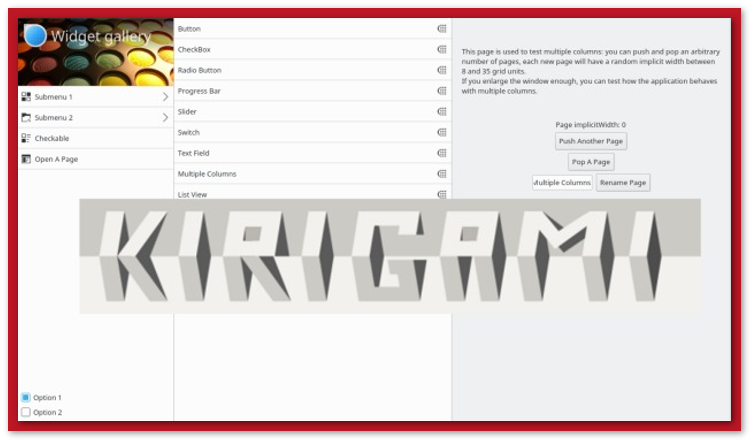 Widget gallery
Submenu 1
Submenu 2
Checkable
Open A Page
Option 1
Option 2
Button
CheckBox
Radio Button
Progress Bar
Slider
Switch
Text Field
Multiple Columns
List View
This page is used to test multiple columns: you can push and pop an arbitrary
number of pages, each new page will have a random implicit width between
8 and 35 grid units.
If you enlarge the window enough, you can test how the application behaves
with multiple columns.
Page implicitWidth: 0
Push Another Page
Pop A Page
Multiple Columns Rename Page
KIRIGAMI